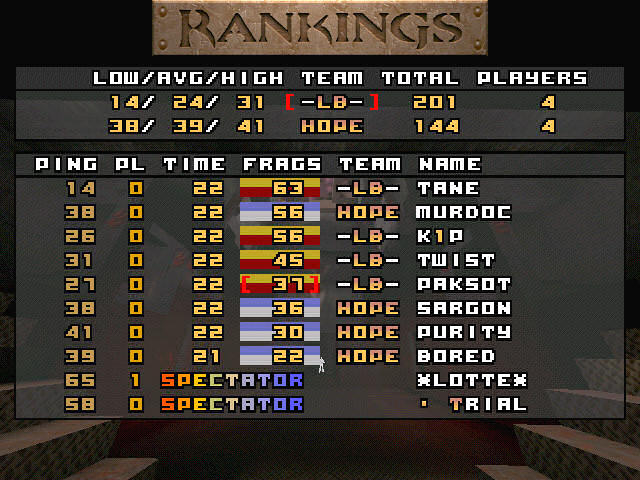 RANKINGS
LOW/AVG/HIGH TEAM TOTAL PLAYERS
14/ 24/ 31 [-LB-] 201 4
38/ 39/ 41 HOPE 144 4
PING PL TIME FRAGS TEAM NAME
14 0 22 63 -LB- TANE
38 0 22 56 HOPE MURDOC
26 0 22 56 -LB- K1P
31 0 22 45 -LB- TWIST
27 0 22 [ 37] -LB- PAKSOT
38 0 22 36 HOPE SARGON
41 0 22 30 HOPE PURITY
39 0 21 22 HOPE BORED
65 1 SPECTATOR *LOTTE*
58 0 SPECTATOR · TRIAL